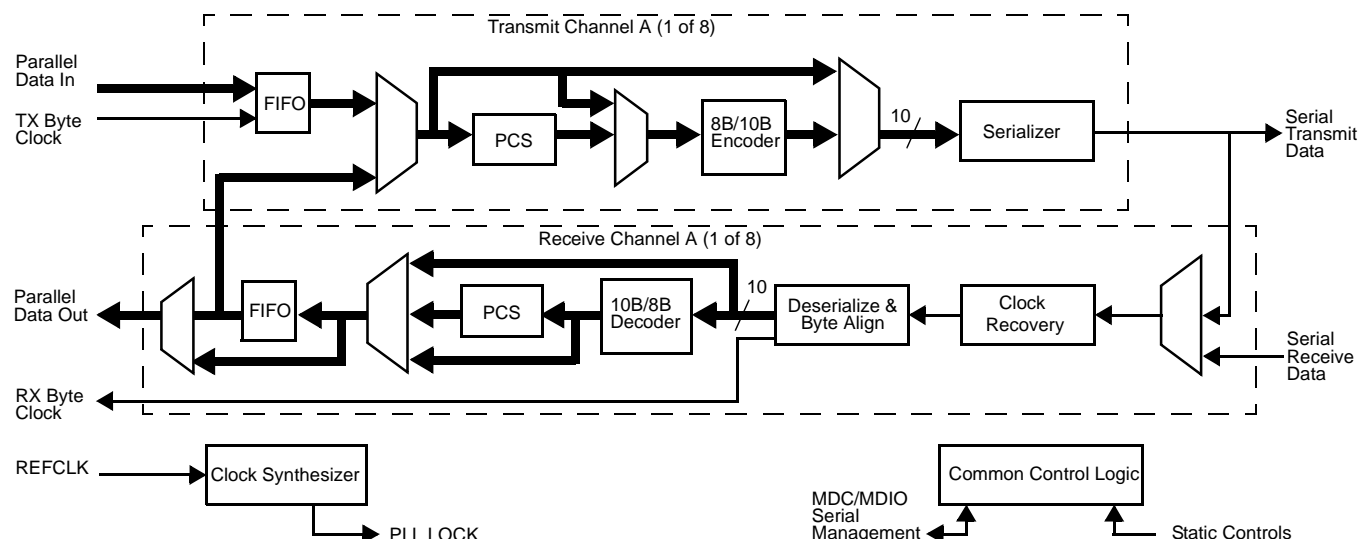 Transmit Channel A (1 of 8)
Parallel
Data In
TX Byte
Clock
FIFO
PCS
8B/10B
Encoder
10
Serializer
Serial
Transmit
Data
Receive Channel A (1 of 8)
Parallel
Data Out
FIFO
PCS
10B/8B
Decoder
10
Deserialize &
Byte Align
Clock
Recovery
Serial
Receive
Data
RX Byte
Clock
REFCLK
Clock Synthesizer
PLL LOCK
Common Control Logic
MDC/MDIO
Serial
Management
Static Controls